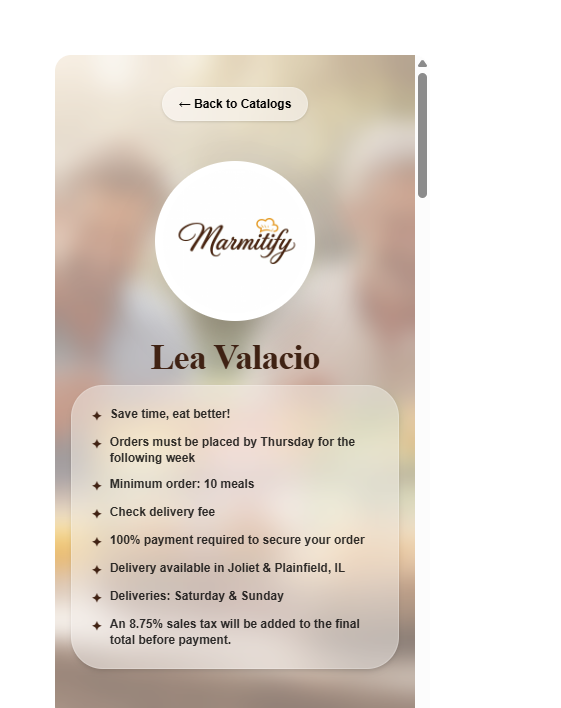 ← Back to Catalogs
Marmitify
Lea Valacio
✦ Save time, eat better!
✦ Orders must be placed by Thursday for the
following week
✦ Minimum order: 10 meals
✦ Check delivery fee
✦ 100% payment required to secure your order
✦ Delivery available in Joliet & Plainfield, IL
✦ Deliveries: Saturday & Sunday
✦ An 8.75% sales tax will be added to the final
total before payment.